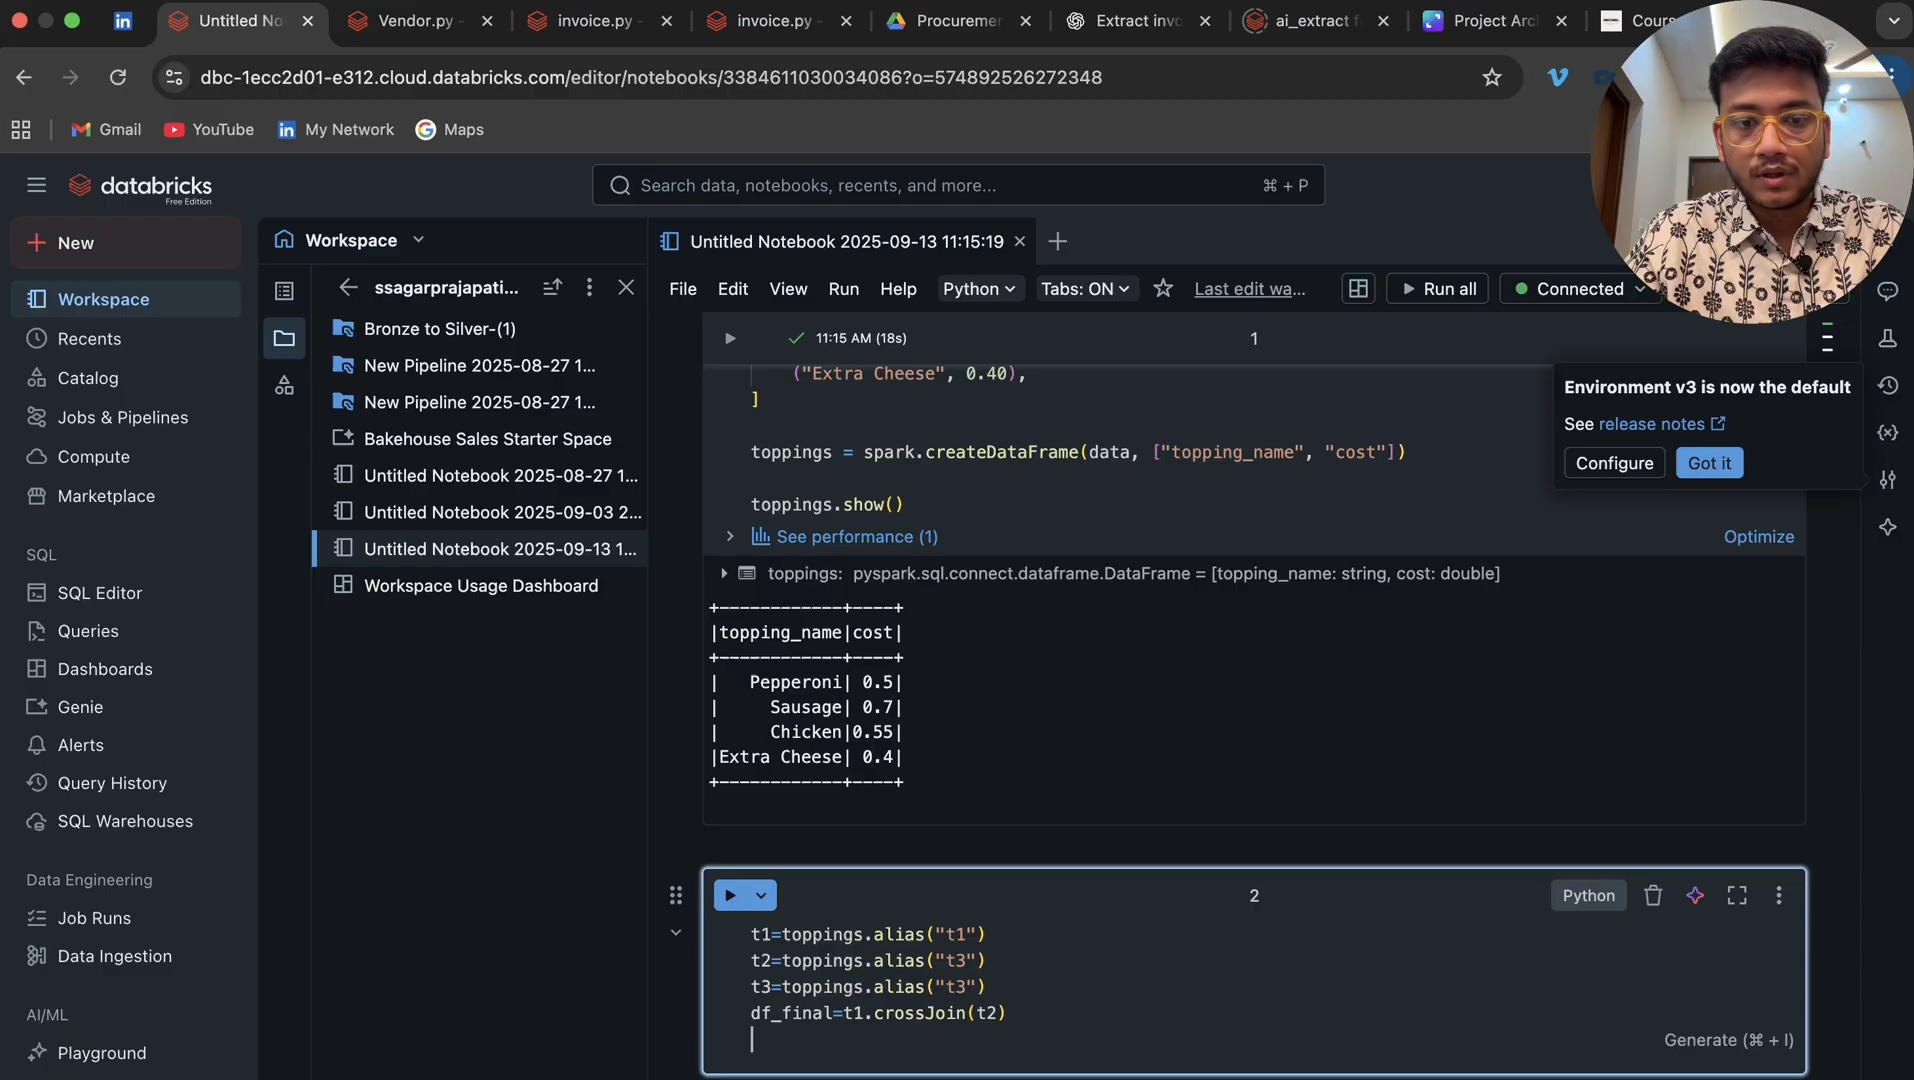 Untitled No
Vendor.py -
invoice.py -
invoice.py -
Procuremen
Extract invo
ai_extract f
Project Arc
Cours
dbc-1ecc2d01-e312.cloud.databricks.com/editor/notebooks/3384611030034086?o=574892526272348
Gmail
YouTube
My Network
Maps
databricks
Free Edition
Search data, notebooks, recents, and more...
⌘ + P
New
Workspace
Recents
Catalog
Jobs & Pipelines
Compute
Marketplace
SQL
SQL Editor
Queries
Dashboards
Genie
Alerts
Query History
SQL Warehouses
Data Engineering
Job Runs
Data Ingestion
AI/ML
Playground
Workspace
ssagarprajapati...
Bronze to Silver-(1)
New Pipeline 2025-08-27 1...
New Pipeline 2025-08-27 1...
Bakehouse Sales Starter Space
Untitled Notebook 2025-08-27 1...
Untitled Notebook 2025-09-03 2...
Untitled Notebook 2025-09-13 1...
Workspace Usage Dashboard
Untitled Notebook 2025-09-13 11:15:19
File Edit View Run Help Python Tabs: ON Last edit wa... Run all Connected
11:15 AM (18s)
1
("Extra Cheese", 0.40),
]
toppings = spark.createDataFrame(data, ["topping_name", "cost"])
toppings.show()
See performance (1)
Optimize
toppings: pyspark.sql.connect.dataframe.DataFrame = [topping_name: string, cost: double]
+------------+----+
|topping_name|cost|
+------------+----+
|   Pepperoni| 0.5|
|     Sausage| 0.7|
|     Chicken|0.55|
|Extra Cheese| 0.4|
+------------+----+
Environment v3 is now the default
See release notes
Configure
Got it
2
Python
t1=toppings.alias("t1")
t2=toppings.alias("t3")
t3=toppings.alias("t3")
df_final=t1.crossJoin(t2)
Generate (⌘ + I)